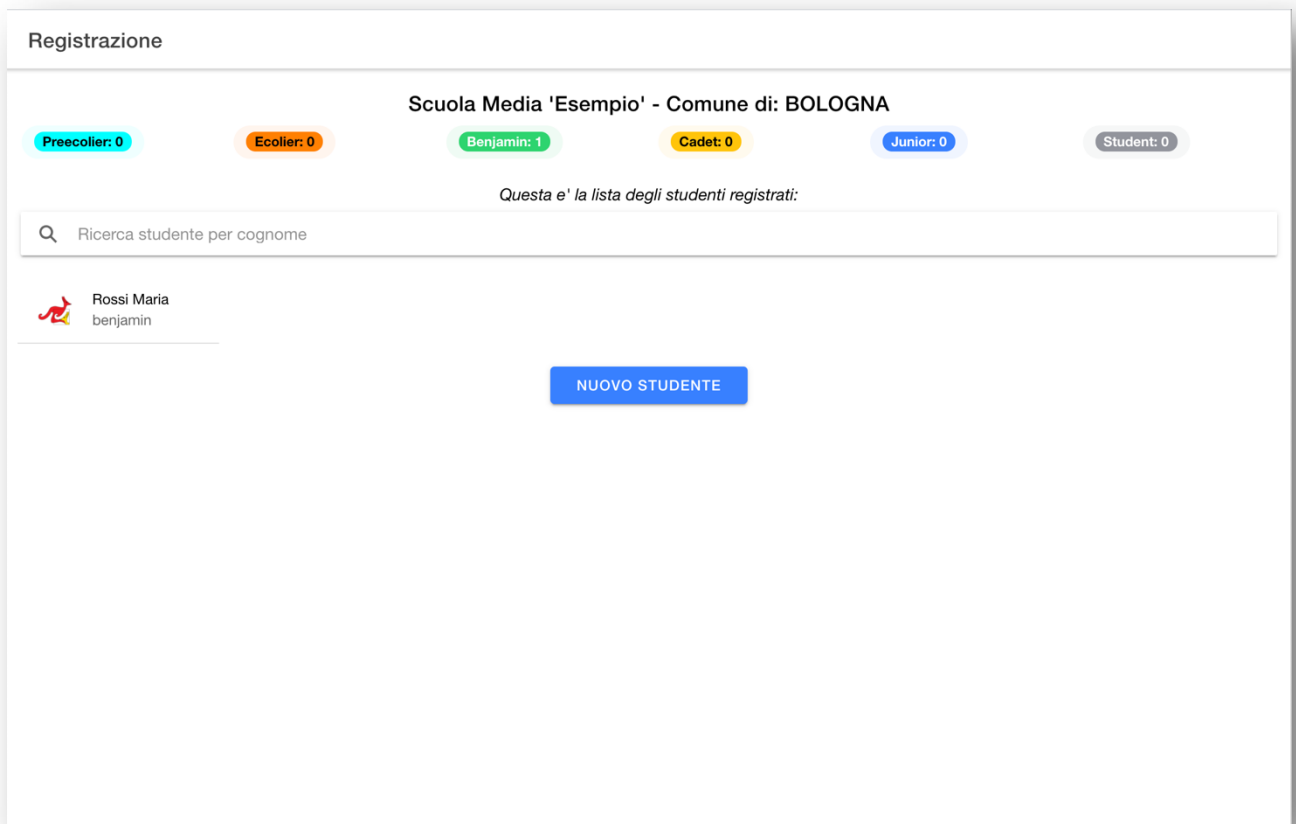 Registrazione
Scuola Media 'Esempio' - Comune di: BOLOGNA
Preecolier: 0 Ecolier: 0 Benjamin: 1 Cadet: 0 Junior: 0 Student: 0
Questa e' la lista degli studenti registrati:
Ricerca studente per cognome
Rossi Maria
benjamin
NUOVO STUDENTE